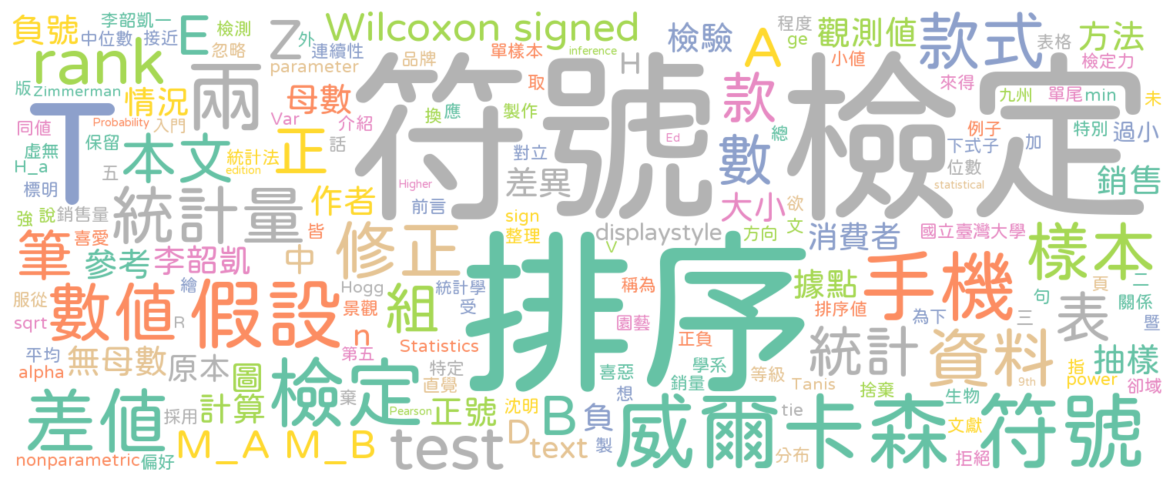 負號
中位數
李韶凱一
接近
E
檢測
忽略
Z
外
連續性
parameter
Wilcoxon signed
品牌
單樣本
inference
檢驗
A
程度
ge
小值
觀測值
款式
表格
方法
檢定力
rank
版
Zimmerman
情況
兩
母數
H
取
符號
檢定
款
來得
九州
單尾
min
未
同值
Probability
入門
Var
介紹
換
應
製作
Ed
總
例子
特別
過小
T
虛無
H_a
標明
保留
五
本文
統計法
edition
正
話
對立
差異
Higher
數
下式子
位數
加
statistical
銷售
強
說
銷售量
喜愛
統計量
作者
皆
前言
sign
整理
大小
欲
文
displaystyle
方向
V
消費者
國立臺灣大學
樣本
筆
參考
李韶凱
中
修正
排序
稱為
據點
排序值
手機
為下
頁
句
二
關係
暨
服從
繪
sqrt
數值
R
假設
Hogg
景觀
n
組
統計學
受
園藝
正負
三
表
平均
alpha
無母數
原本
第五
Statistics
特定
直覺
喜惡
想
學系
銷量
等級
Tanis
統計
捨棄
資料
指
power
9th
抽樣
卻域
差值
採用
圖
計算
棄
檢定
Pearson
正號
沈明
B
負
製
tie
生物
文獻
拒絕
nonparametric
偏好
M_A
M_B
test
D
text
分布
威爾卡森符號